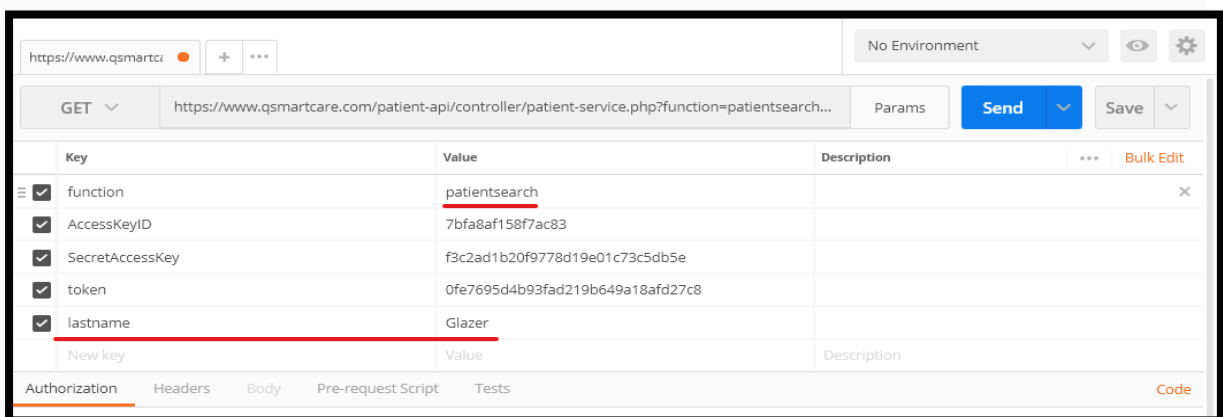 https://www.qsmartca + ••• No Environment
GET https://www.qsmartcare.com/patient-api/controller/patient-service.php?function=patientsearch... Params Send Save
Key Value Description ••• Bulk Edit
function patientsearch
AccessKeyID 7bfa8af158f7ac83
SecretAccessKey f3c2ad1b20f9778d19e01c73c5db5e
token 0fe7695d4b93fad219b649a18afd27c8
lastname Glazer
New key Value Description
Authorization Headers Body Pre-request Script Tests Code